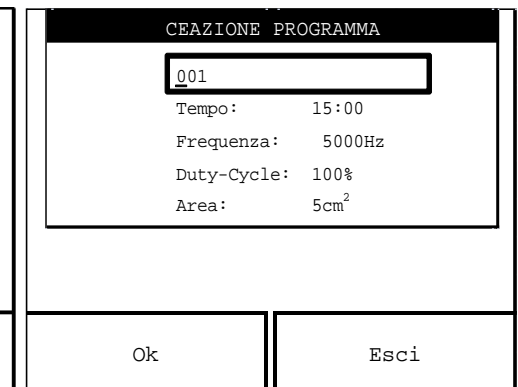 CEAZIONE PROGRAMMA
001
Tempo: 15:00
Frequenza: 5000Hz
Duty-Cycle: 100%
Area: 5cm²
Ok Esci